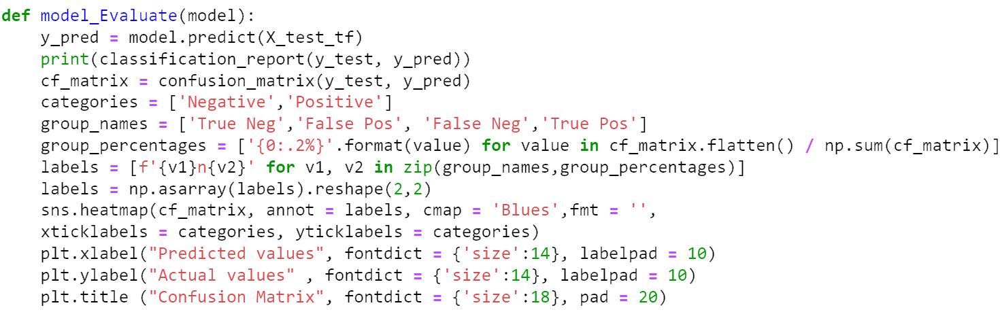 def model_Evaluate(model):
    y_pred = model.predict(X_test_tf)
    print(classification_report(y_test, y_pred))
    cf_matrix = confusion_matrix(y_test, y_pred)
    categories = ['Negative','Positive']
    group_names = ['True Neg','False Pos', 'False Neg','True Pos']
    group_percentages = ['{0:.2%}'.format(value) for value in cf_matrix.flatten() / np.sum(cf_matrix)]
    labels = [f'{v1}n{v2}' for v1, v2 in zip(group_names,group_percentages)]
    labels = np.asarray(labels).reshape(2,2)
    sns.heatmap(cf_matrix, annot = labels, cmap = 'Blues',fmt = '',
    xticklabels = categories, yticklabels = categories)
    plt.xlabel("Predicted values", fontdict = {'size':14}, labelpad = 10)
    plt.ylabel("Actual values" , fontdict = {'size':14}, labelpad = 10)
    plt.title ("Confusion Matrix", fontdict = {'size':18}, pad = 20)